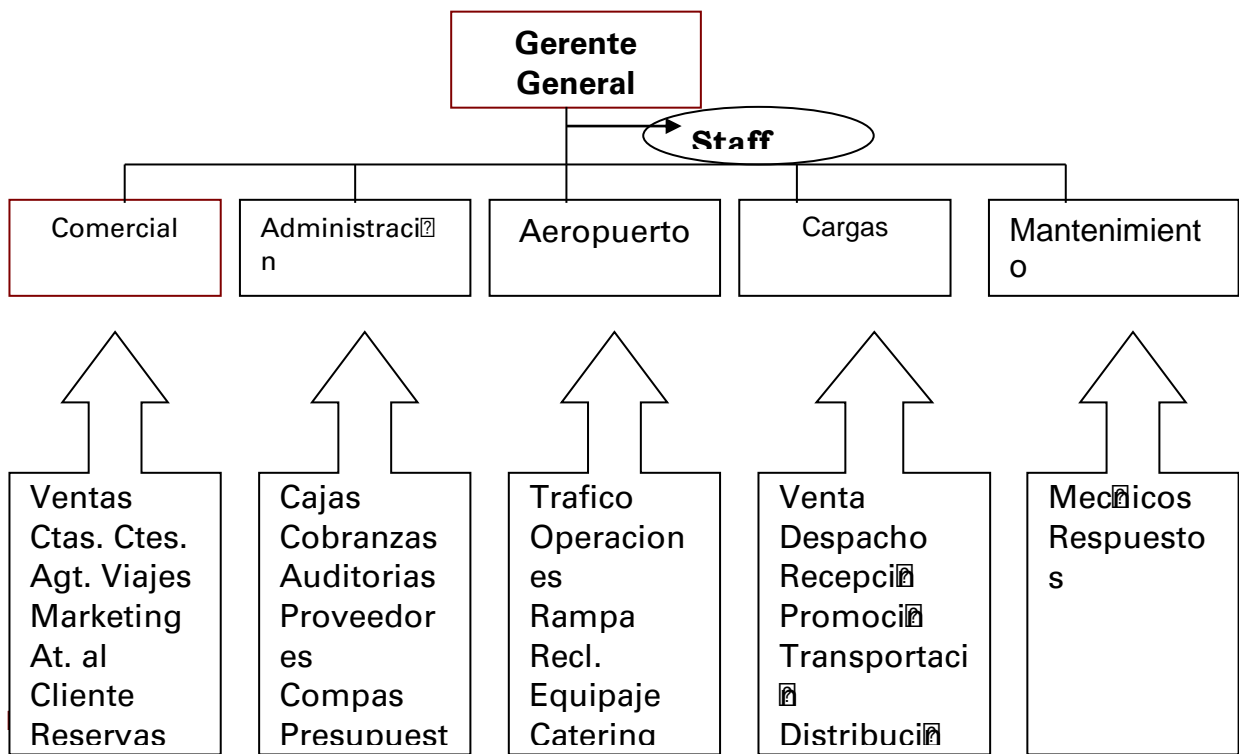 Gerente
General
Staff
Comercial
Administraci�
n
Aeropuerto
Cargas
Mantenimient
o
Ventas
Ctas. Ctes.
Agt. Viajes
Marketing
At. al
Cliente
Reservas
Cajas
Cobranzas
Auditorias
Proveedor
es
Compas
Presupuest
Trafico
Operacion
es
Rampa
Recl.
Equipaje
Catering
Venta
Despacho
Recepci�n
Promoci�n
Transportaci
�n
Distribuci�n
Mec�nicos
Respuesto
s